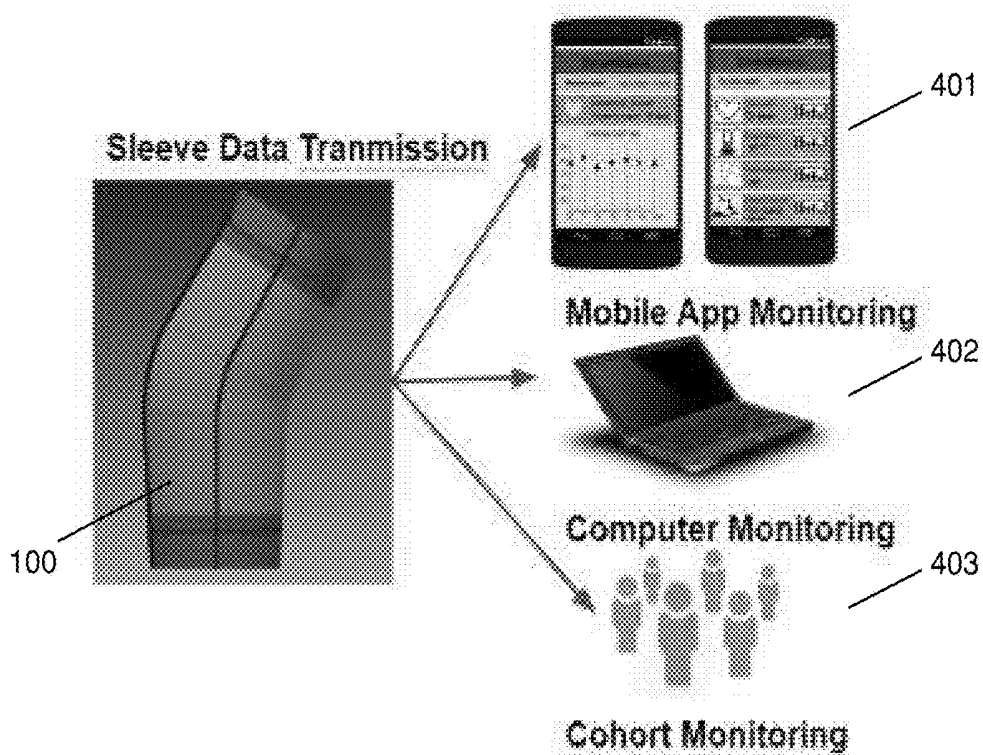 401
Sleeve Data Tranmission
Mobile App Monitoring
402
100
Computer Monitoring
403
Cohort Monitoring